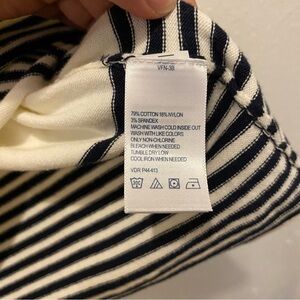 VFN-3B
79% COTTON 18% NYLON
3% SPANDEX
MACHINE WASH COLD INSIDE OUT
WASH WITH LIKE COLORS
ONLY NON-CHLORINE
BLEACH WHEN NEEDED
TUMBLE DRY LOW
COOL IRON WHEN NEEDED
VDR P44413